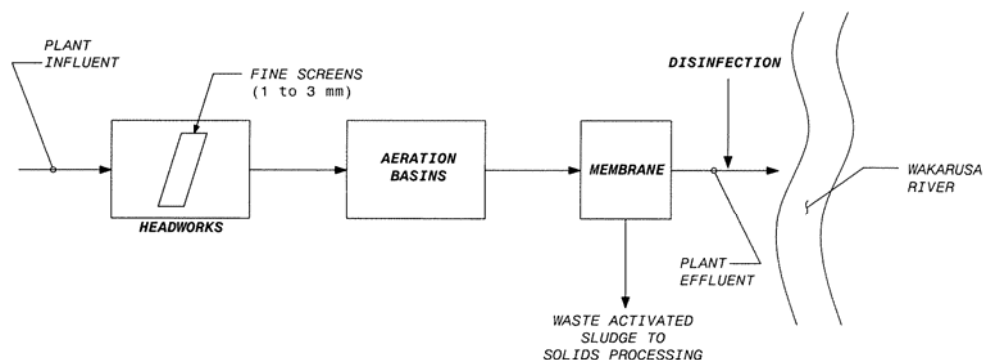 PLANT
INFLUENT
FINE SCREENS
(1 to 3 mm)
HEADWORKS
AERATION
BASINS
MEMBRANE
DISINFECTION
PLANT
EFFLUENT
WAKARUSA
RIVER
WASTE ACTIVATED
SLUDGE TO
SOLIDS PROCESSING